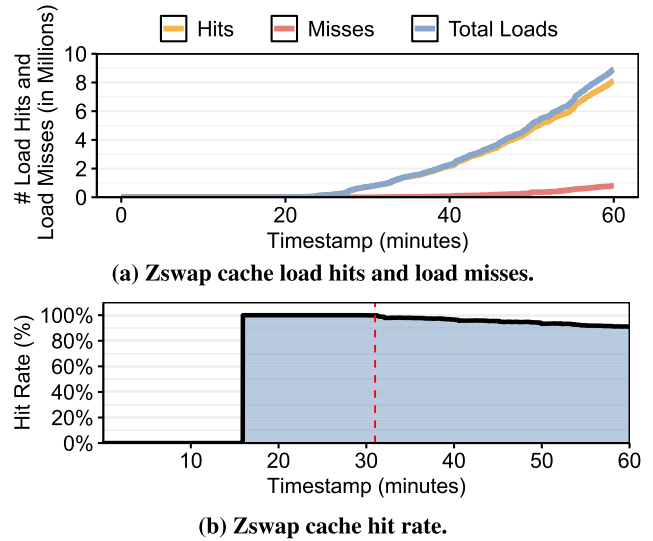 Hits Misses Total Loads
# Load Hits and
Load Misses (in Millions)
10
8
6
4
2
0
0 20 40 60
Timestamp (minutes)
(a) Zswap cache load hits and load misses.
Hit Rate (%)
100%
80%
60%
40%
20%
0%
10 20 30 40 50 60
Timestamp (minutes)
(b) Zswap cache hit rate.